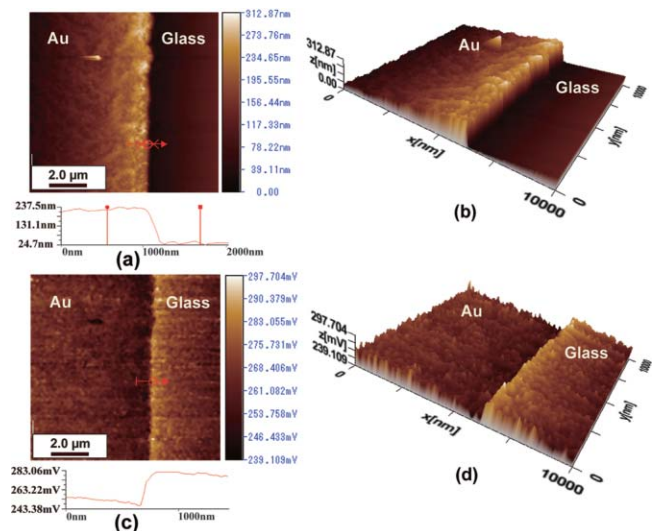 Au
Glass
2.0 μm
312.87nm
273.76nm
234.65nm
195.55nm
156.44nm
117.33nm
78.22nm
39.11nm
0.00
237.5nm
131.1nm
24.7nm
0nm
1000nm
2000nm
(a)
312.87
z[nm]
0.00
0
Au
Glass
x[nm]
10000
y[nm]
0
(b)
Au
Glass
2.0 μm
297.704mV
290.379mV
283.055mV
275.731mV
268.406mV
261.082mV
253.758mV
246.433mV
239.109mV
283.06mV
263.22mV
243.38mV
0nm
1000nm
(c)
297.704
z[mV]
239.109
0
Au
Glass
x[nm]
10000
y[nm]
0
(d)